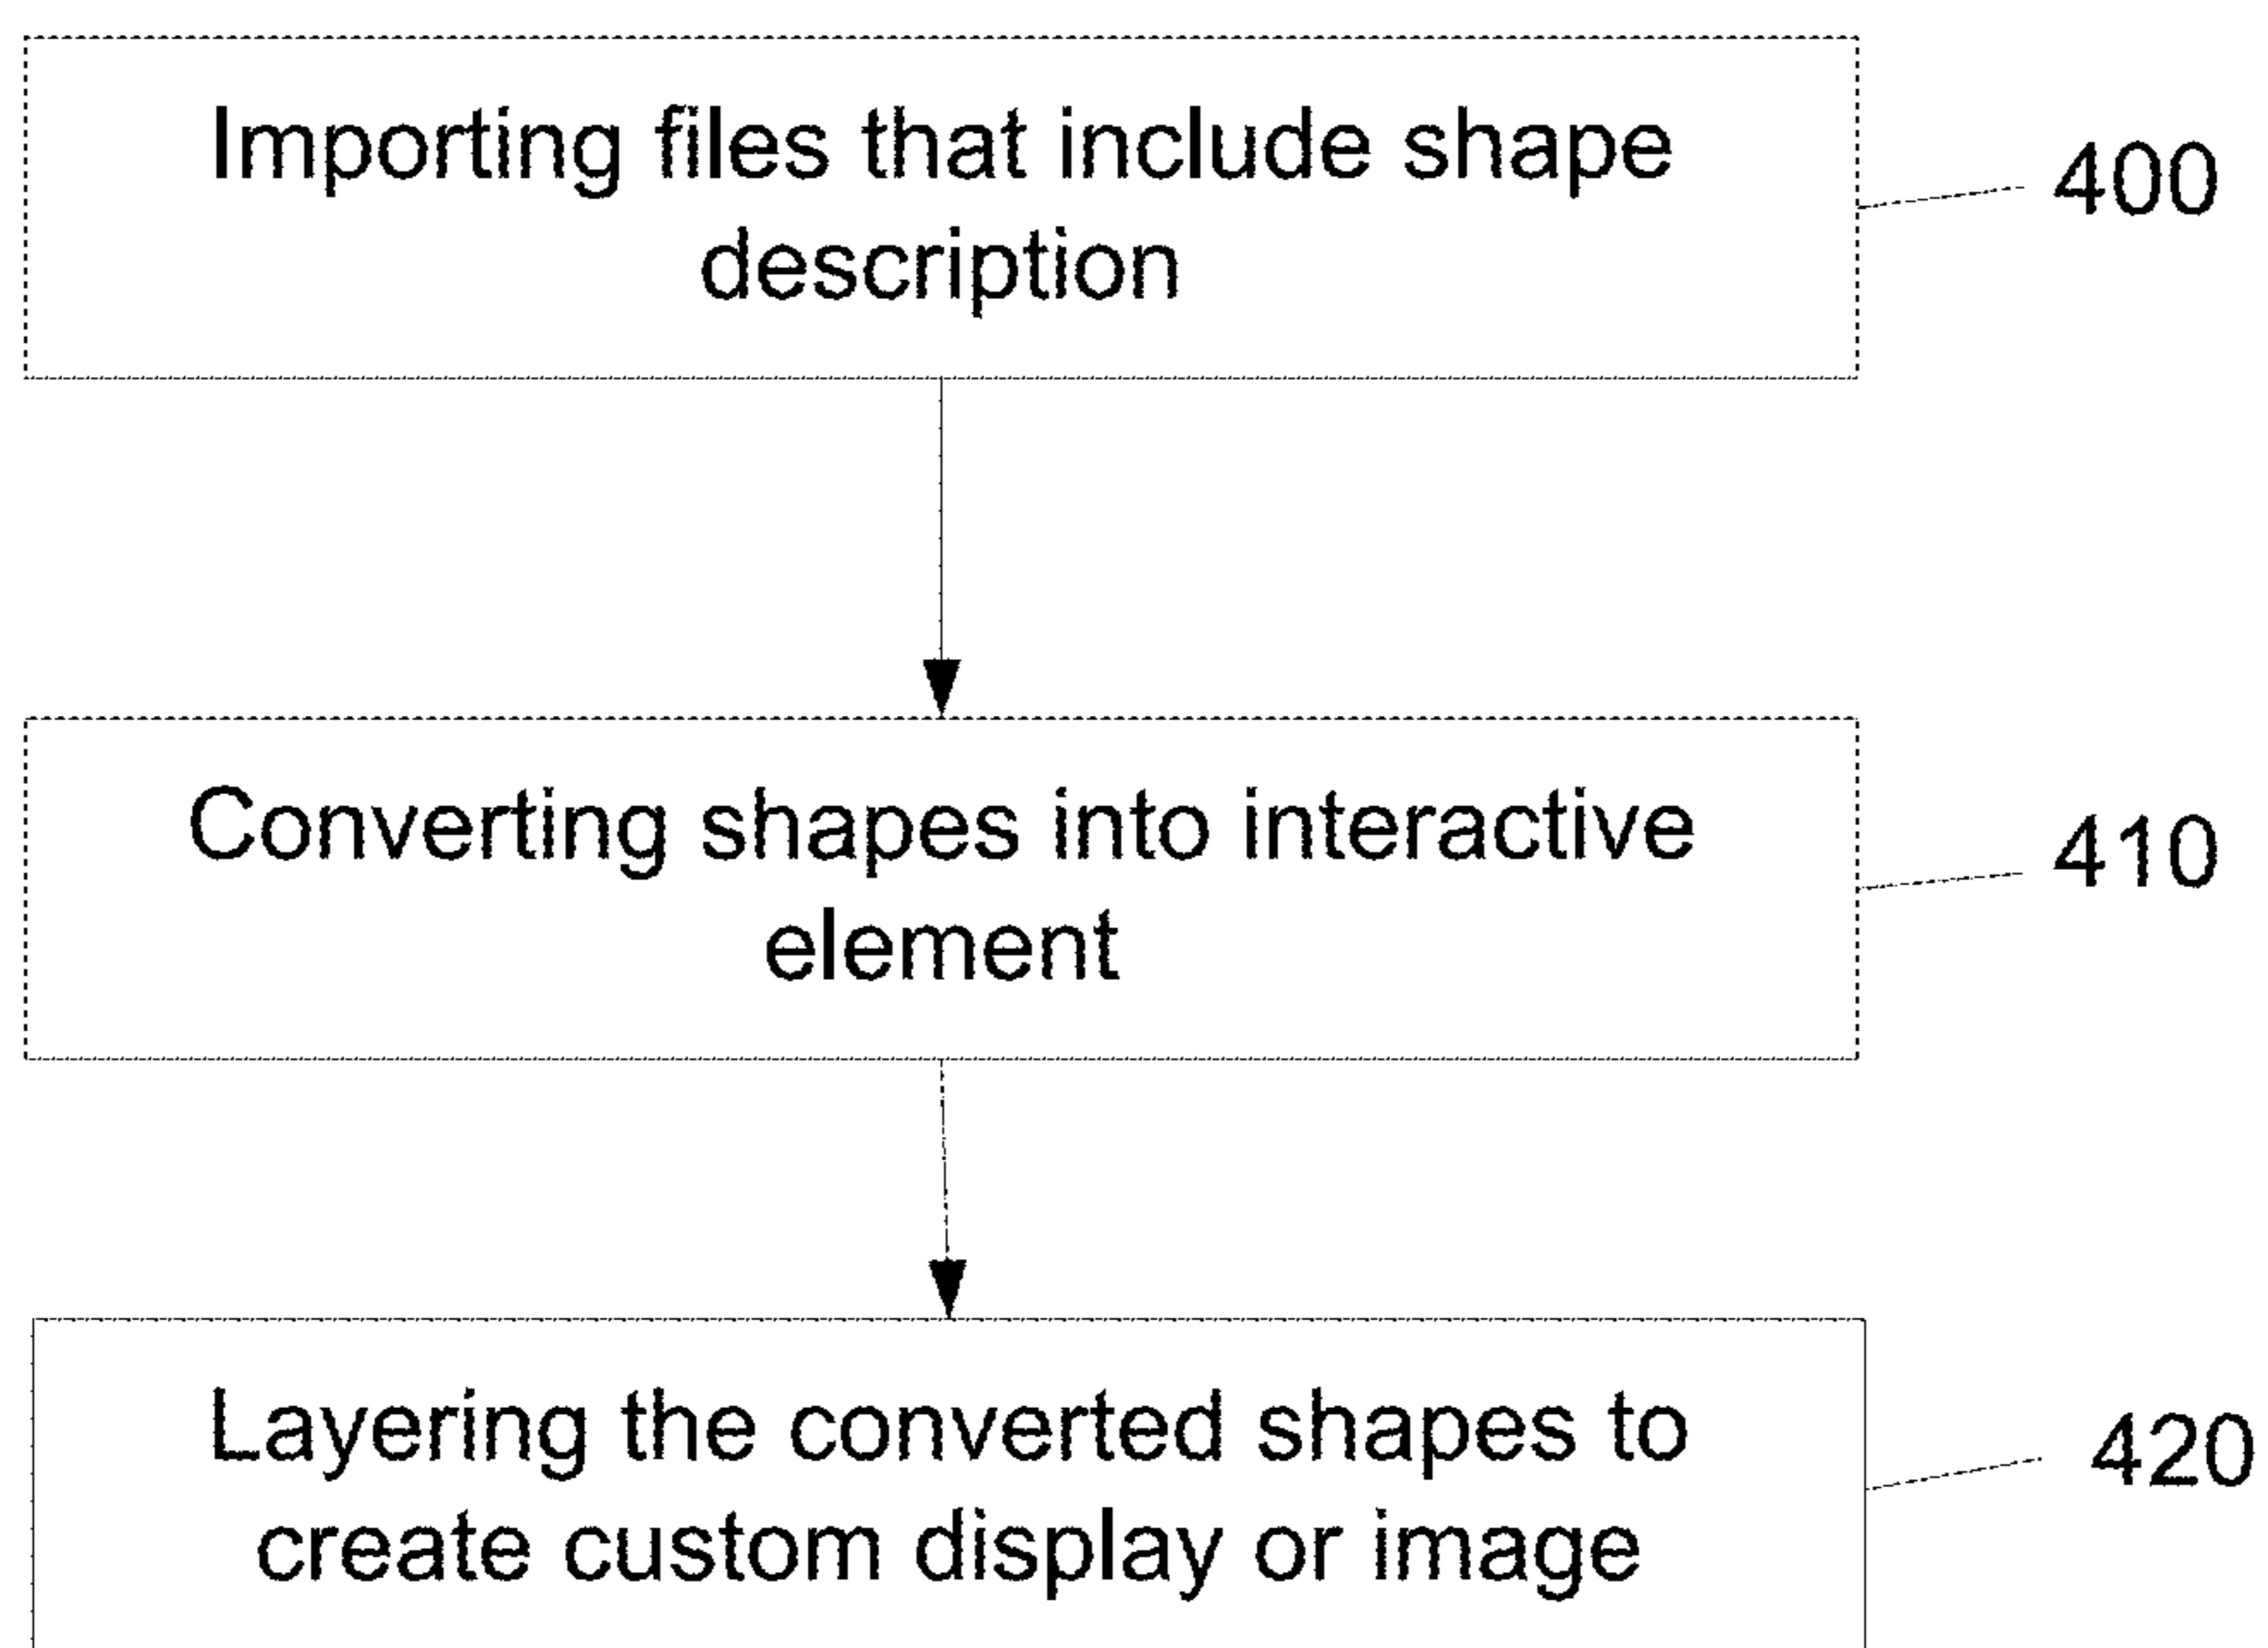 Importing files that include shape
description
400
Converting shapes into interactive
element
410
Layering the converted shapes to
create custom display or image
420